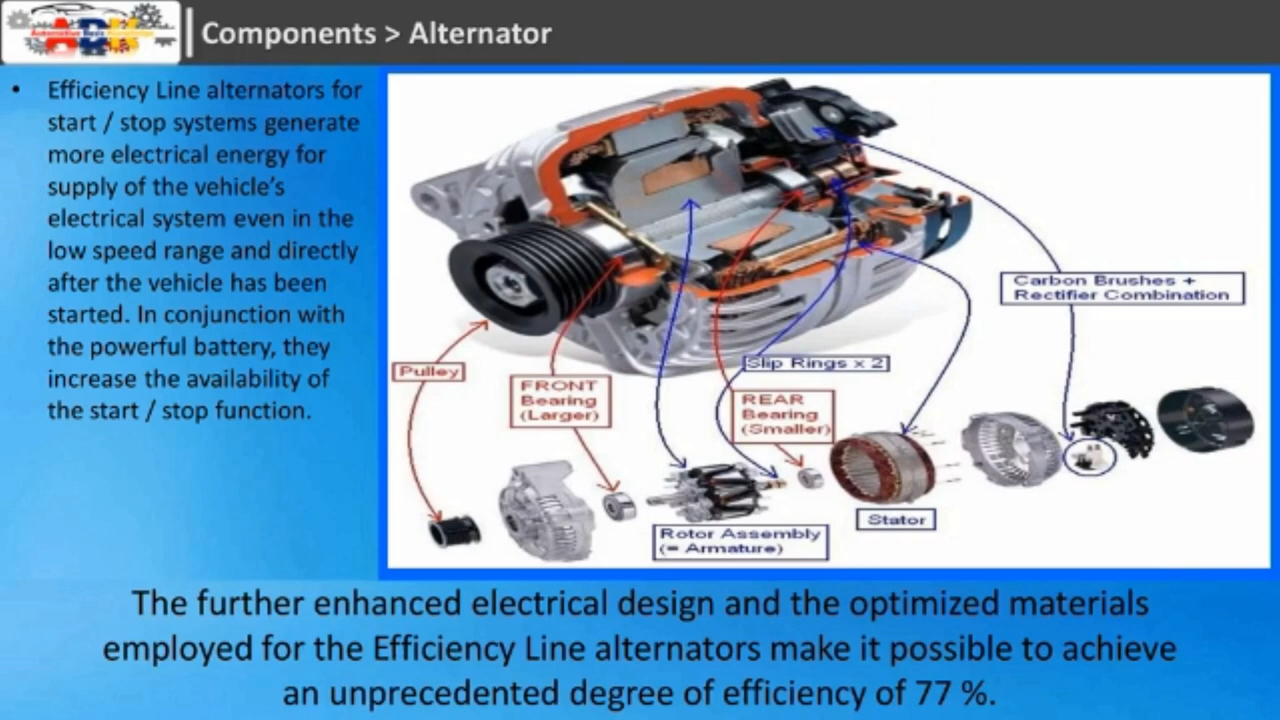 Automotive Basic Knowledge
ABK
Components > Alternator
• Efficiency Line alternators for
start / stop systems generate
more electrical energy for
supply of the vehicle's
electrical system even in the
low speed range and directly
after the vehicle has been
started. In conjunction with
the powerful battery, they
increase the availability of
the start / stop function.
Carbon Brushes +
Rectifier Combination
Slip Rings x 2
Pulley
FRONT
Bearing
(Larger)
REAR
Bearing
(Smaller)
Stator
Rotor Assembly
(= Armature)
The further enhanced electrical design and the optimized materials
employed for the Efficiency Line alternators make it possible to achieve
an unprecedented degree of efficiency of 77 %.